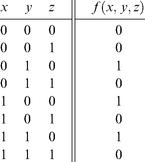 x y z f(x, y, z)
0 0 0 0
0 0 1 0
0 1 0 1
0 1 1 0
1 0 0 1
1 0 1 0
1 1 0 1
1 1 1 0